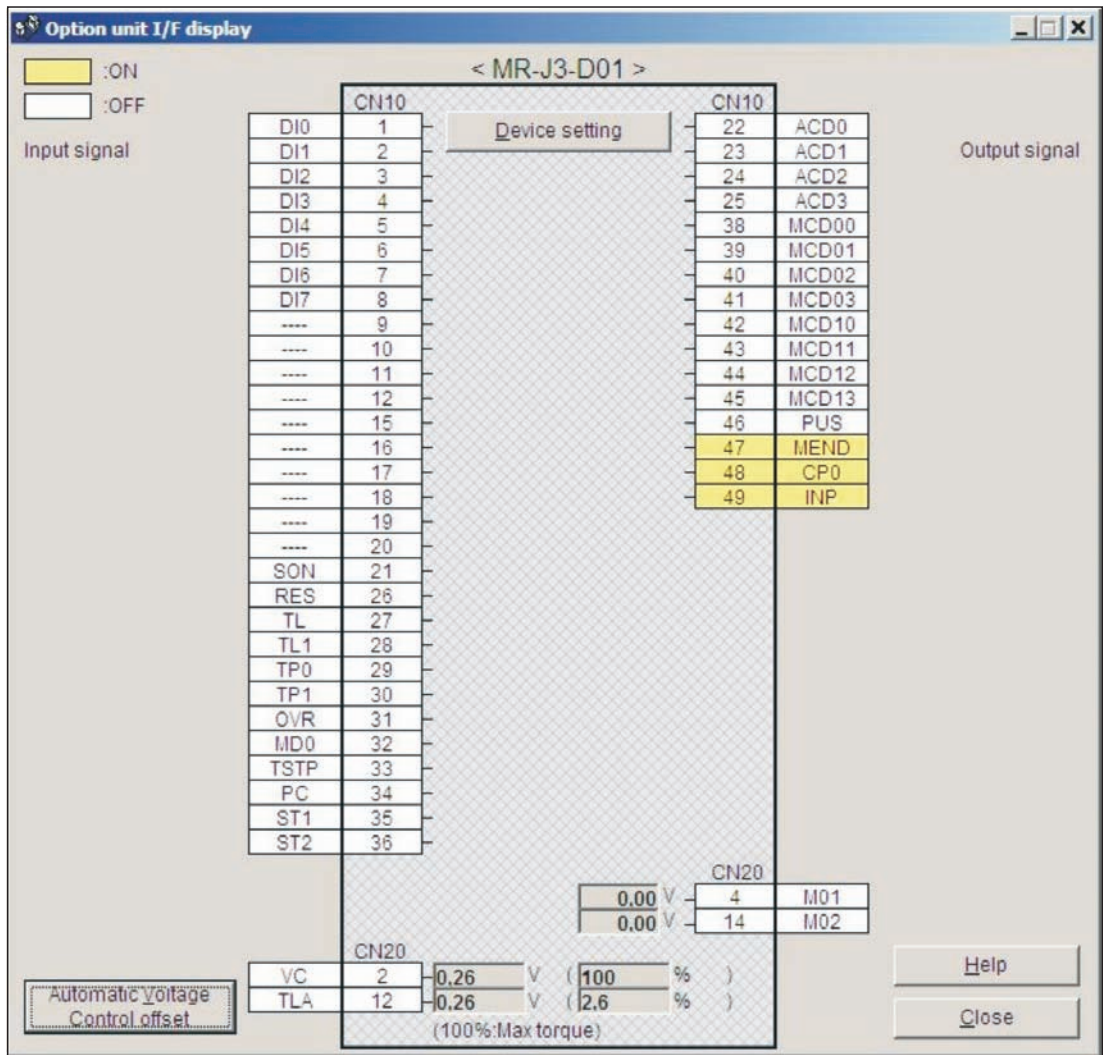 Option unit I/F display
:ON
:OFF
< MR-J3-D01 >
Input signal
Output signal
CN10
CN10
Device setting
DI0 1
DI1 2
DI2 3
DI3 4
DI4 5
DI5 6
DI6 7
DI7 8
---- 9
---- 10
---- 11
---- 12
---- 15
---- 16
---- 17
---- 18
---- 19
---- 20
SON 21
RES 26
TL 27
TL1 28
TP0 29
TP1 30
OVR 31
MD0 32
TSTP 33
PC 34
ST1 35
ST2 36
22 ACD0
23 ACD1
24 ACD2
25 ACD3
38 MCD00
39 MCD01
40 MCD02
41 MCD03
42 MCD10
43 MCD11
44 MCD12
45 MCD13
46 PUS
47 MEND
48 CP0
49 INP
CN20
0,00 V 4 M01
0,00 V 14 M02
CN20
VC 2 0,26 V ( 100 % )
TLA 12 0,26 V ( 2,6 % )
(100%:Max torque)
Automatic Voltage
Control offset
Help
Close